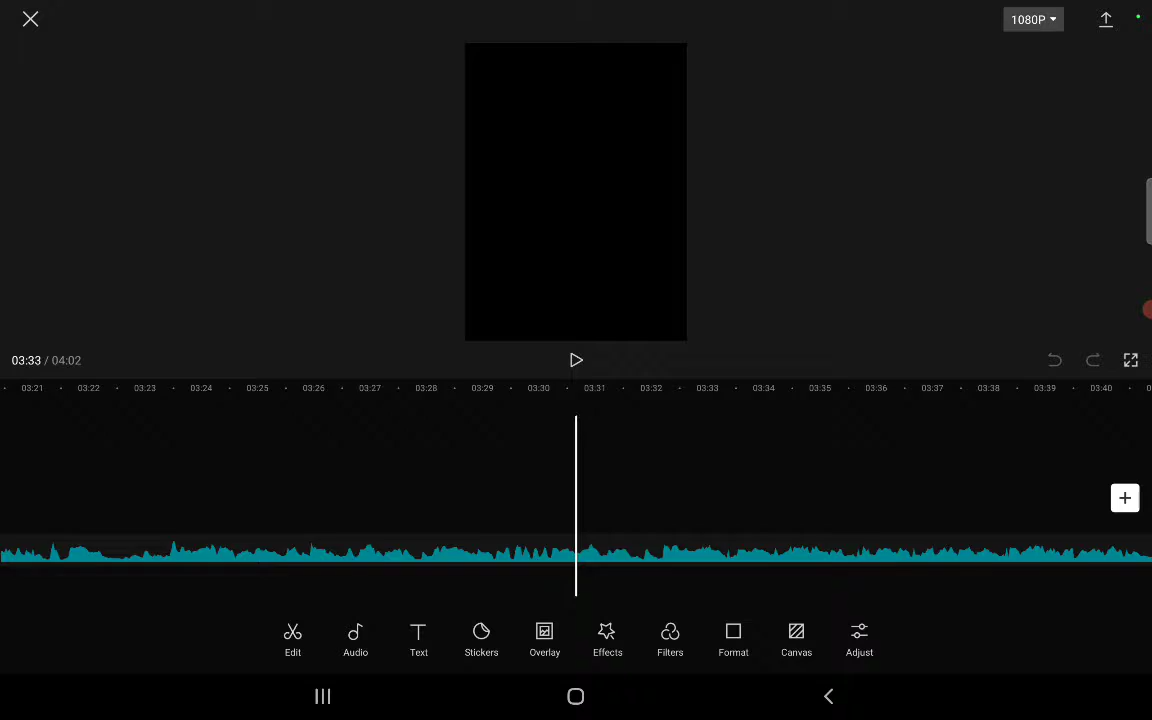 1080P
03:33 / 04:02
03:21 03:22 03:23 03:24 03:25 03:26 03:27 03:28 03:29 03:30 03:31 03:32 03:33 03:34 03:35 03:36 03:37 03:38 03:39 03:40 0
Edit Audio Text Stickers Overlay Effects Filters Format Canvas Adjust